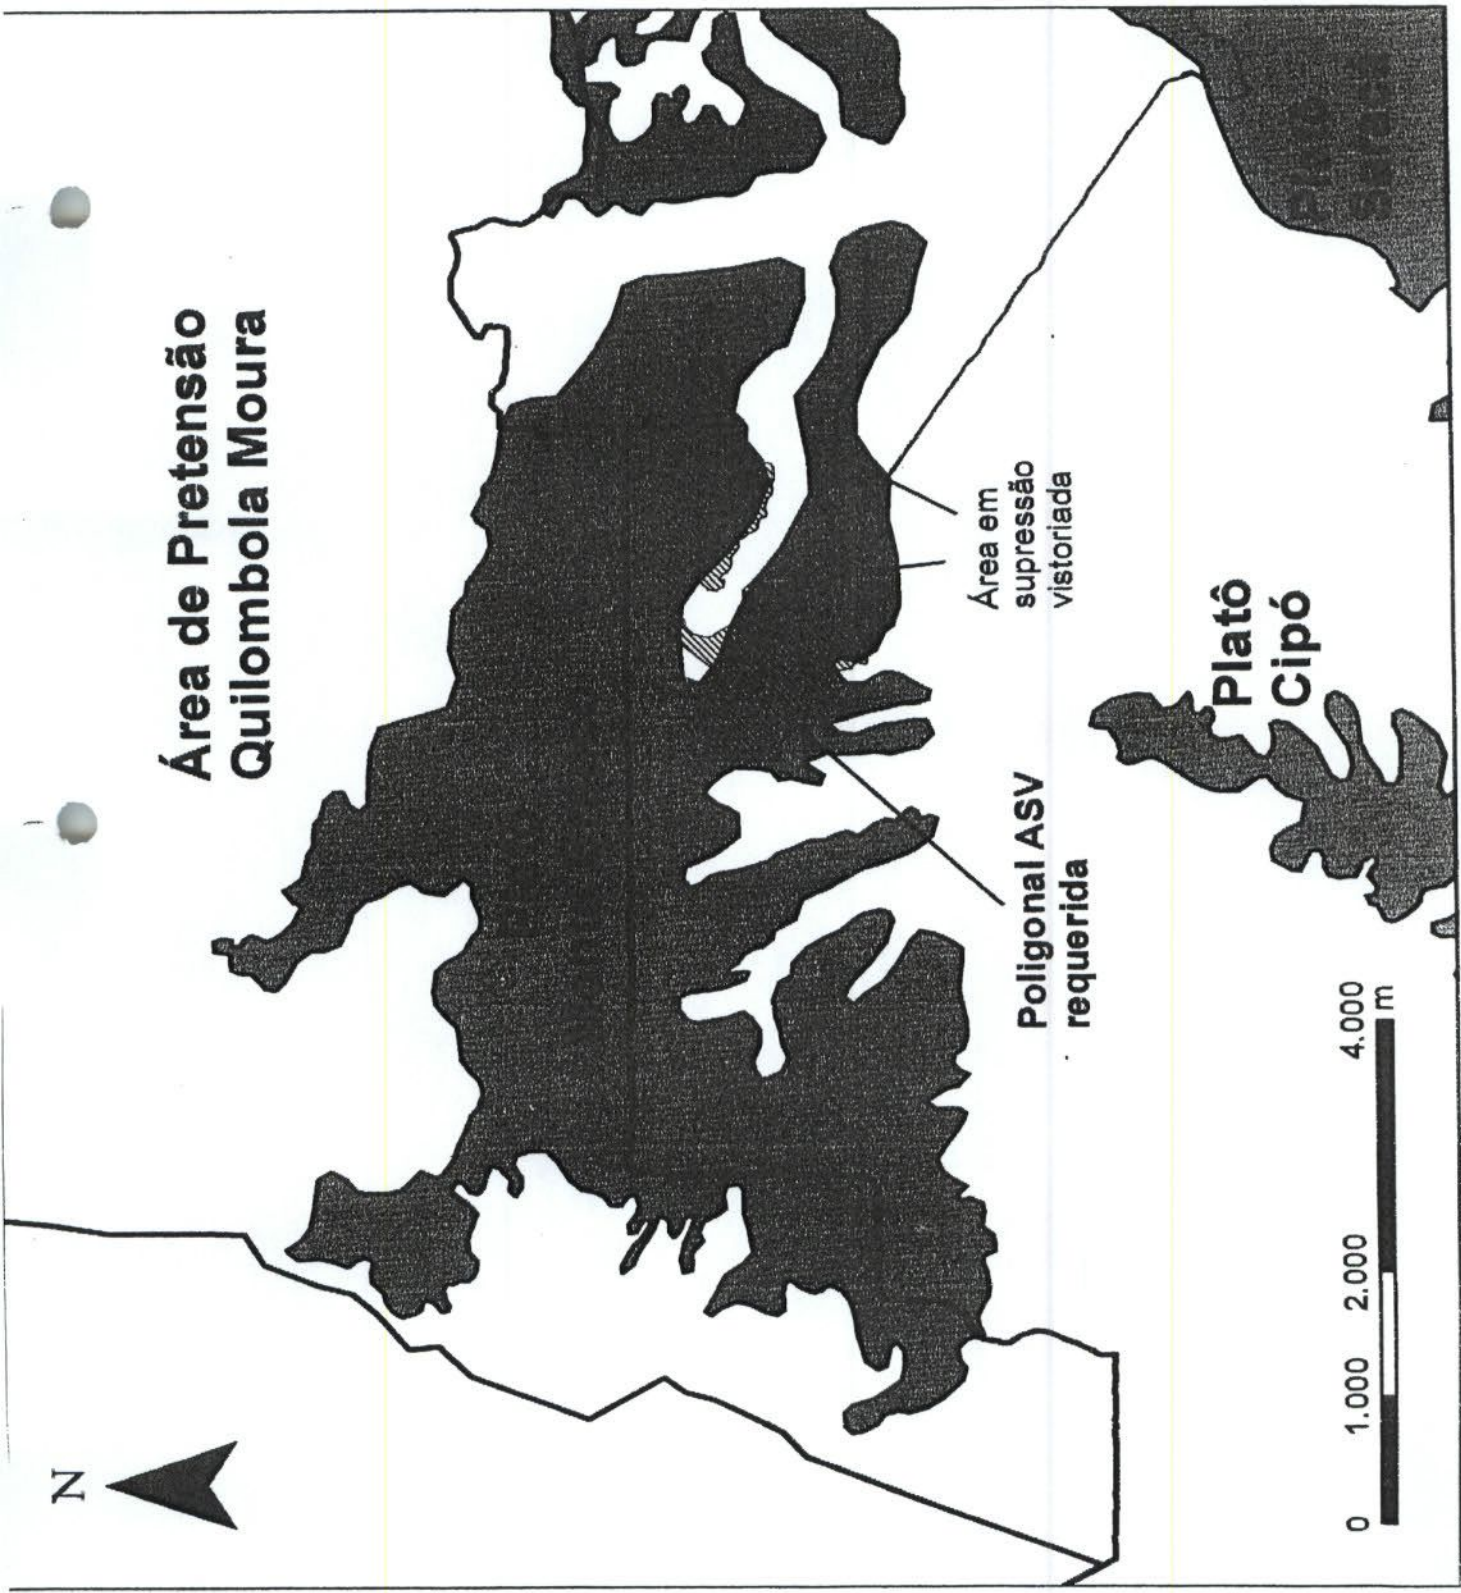 N
Área de Pretensão
Quilombola Moura
Área em
supressão
vistoriada
Poligonal ASV
requerida
Platô
Cipó
0 1.000 2.000 4.000
m